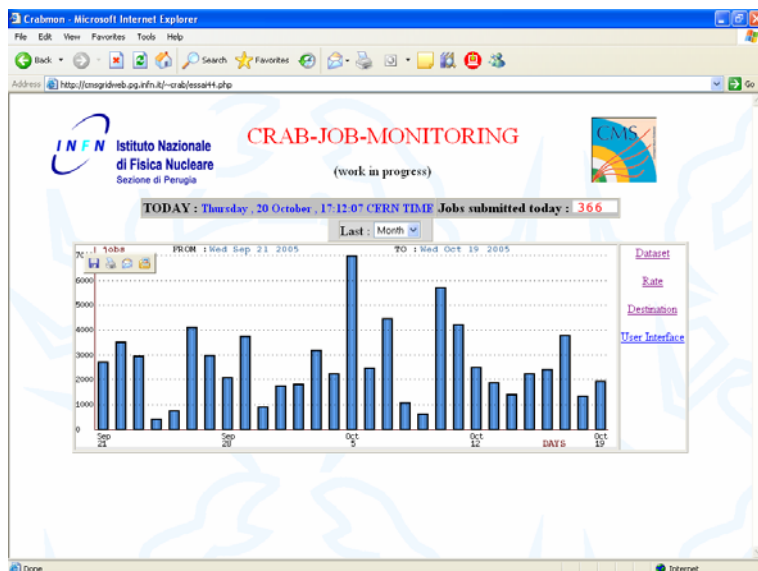 Crabmon - Microsoft Internet Explorer
File Edit View Favorites Tools Help
Back Search Favorites
Address http://cmsgridweb.pg.infn.it/~crab/essai44.php Go
INFN Istituto Nazionale
di Fisica Nucleare
Sezione di Perugia
CRAB-JOB-MONITORING
(work in progress)
CMS
TODAY : Thursday , 20 October , 17:12:07 CERN TIME Jobs submitted today : 366
Last : Month
jobs FROM :Wed Sep 21 2005 TO :Wed Oct 19 2005
6000
5000
4000
3000
2000
1000
0
Sep 21 Sep 28 Oct 5 Oct 12 DAYS Oct 19
Dataset
Rate
Destination
User Interface
Done Internet